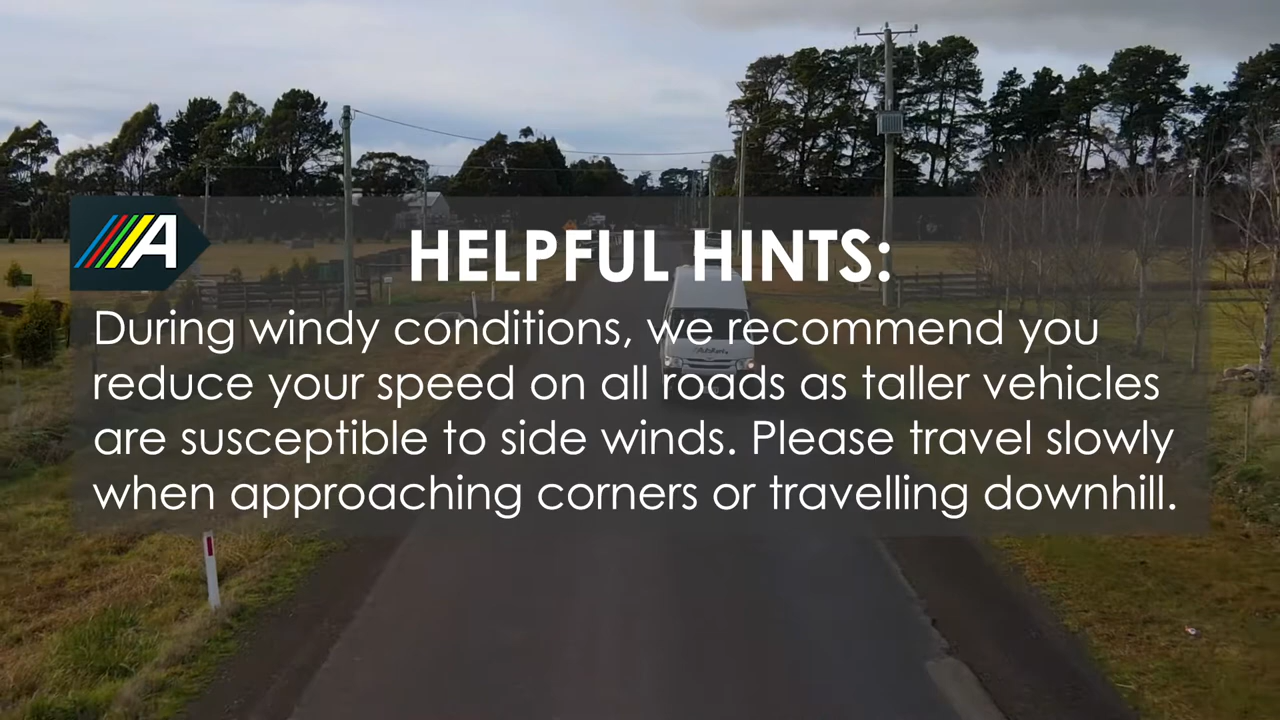 A
HELPFUL HINTS:
During windy conditions, we recommend you
reduce your speed on all roads as taller vehicles
are susceptible to side winds. Please travel slowly
when approaching corners or travelling downhill.